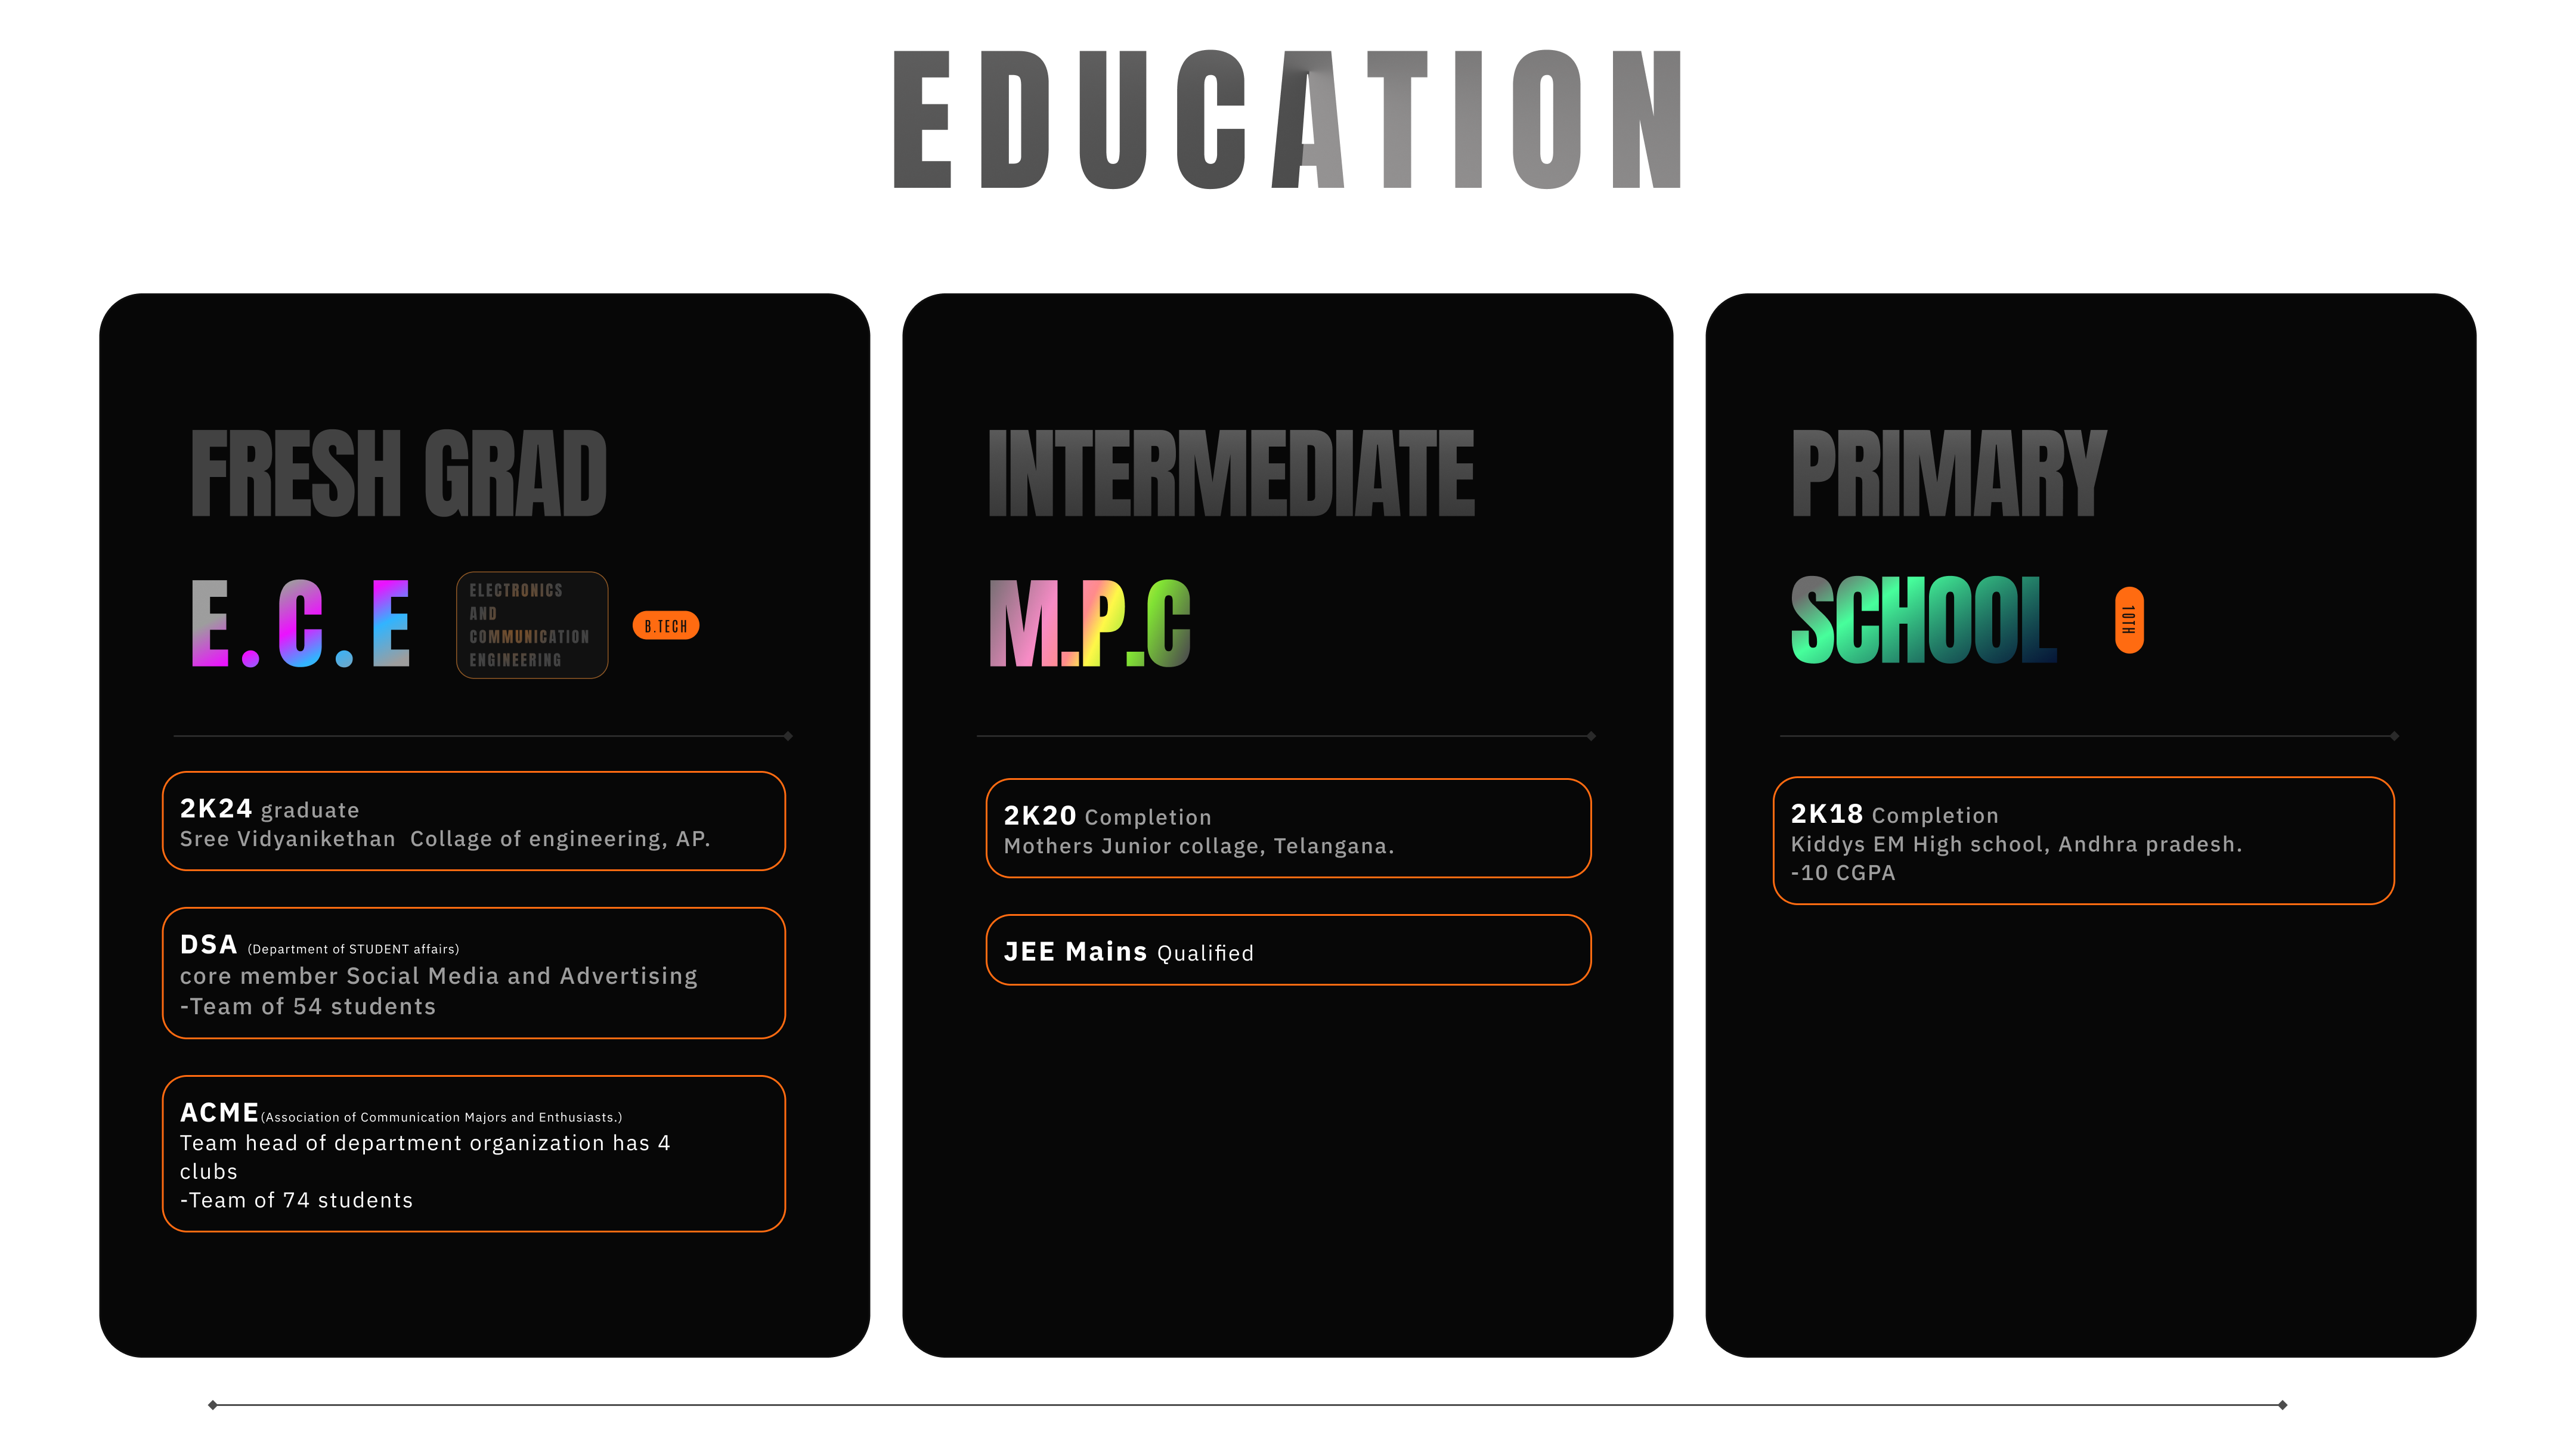 EDUCATION
FRESH GRAD
E.C.E
ELECTRONICS
AND
COMMUNICATION
ENGINEERING
B.TECH
2K24 graduate
Sree Vidyanikethan  Collage of engineering, AP.
DSA (Department of STUDENT affairs)
core member Social Media and Advertising
-Team of 54 students
ACME(Association of Communication Majors and Enthusiasts.)
Team head of department organization has 4
clubs
-Team of 74 students
INTERMEDIATE
M.P.C
2K20 Completion
Mothers Junior collage, Telangana.
JEE Mains Qualified
PRIMARY
SCHOOL
10TH
2K18 Completion
Kiddys EM High school, Andhra pradesh.
-10 CGPA